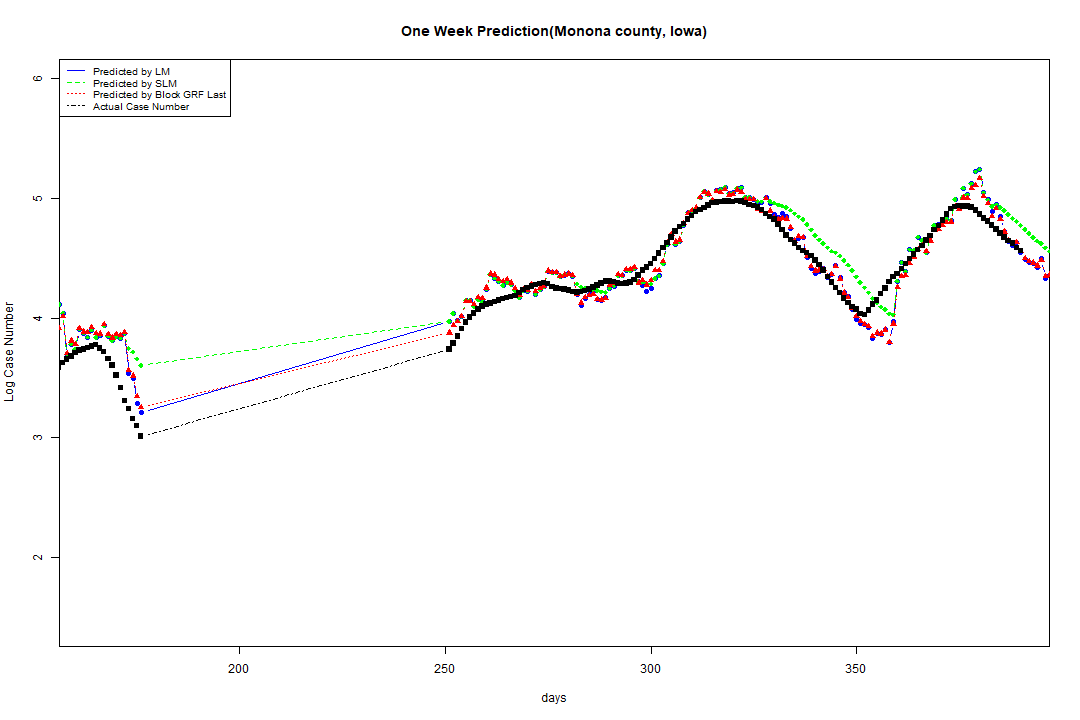 One Week Prediction(Monona county, Iowa)
Predicted by LM
Predicted by SLM
Predicted by Block GRF Last
Actual Case Number
6
5
4
3
2
Log Case Number
200 250 300 350
days